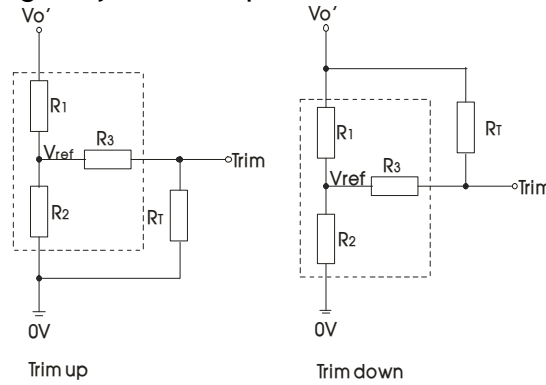 Vo'
R1
Vref
R3
Trim
R2
RT
0V
Trim up
Vo'
R1
RT
Vref
R3
Trim
R2
0V
Trim down